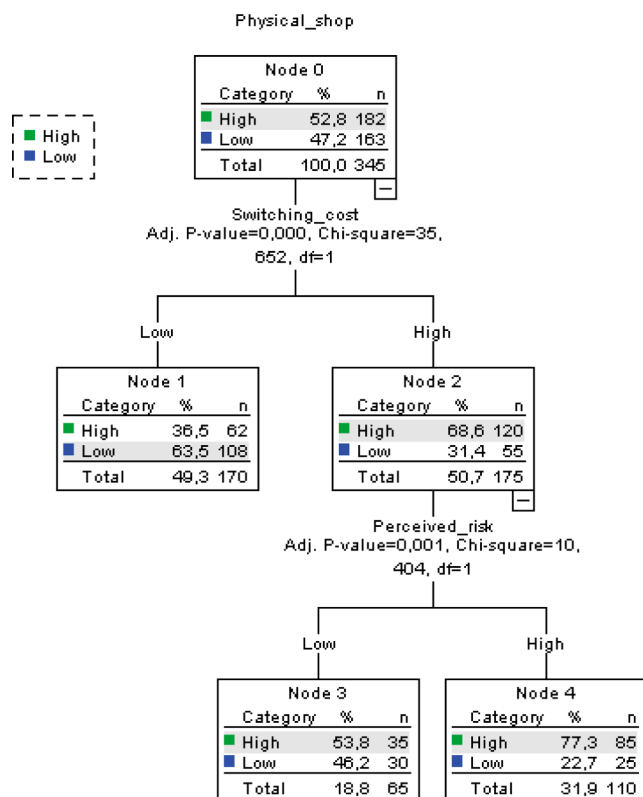 Physical_shop
High
Low
Node 0
Category % n
High 52,8 182
Low 47,2 163
Total 100,0 345
Switching_cost
Adj. P-value=0,000, Chi-square=35,
652, df=1
Low
High
Node 1
Category % n
High 36,5 62
Low 63,5 108
Total 49,3 170
Node 2
Category % n
High 68,6 120
Low 31,4 55
Total 50,7 175
Perceived_risk
Adj. P-value=0,001, Chi-square=10,
404, df=1
Low
High
Node 3
Category % n
High 53,8 35
Low 46,2 30
Total 18,8 65
Node 4
Category % n
High 77,3 85
Low 22,7 25
Total 31,9 110